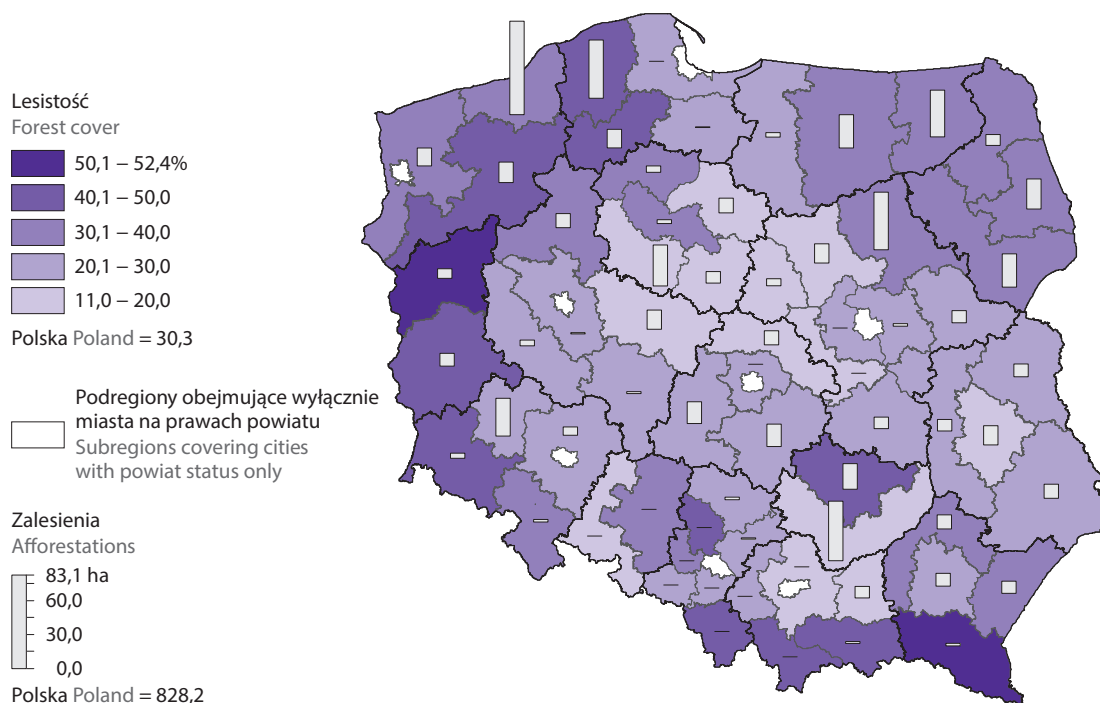 Lesistość
Forest cover
50,1 – 52,4%
40,1 – 50,0
30,1 – 40,0
20,1 – 30,0
11,0 – 20,0
Polska Poland = 30,3
Podregiony obejmujące wyłącznie
miasta na prawach powiatu
Subregions covering cities
with powiat status only
Zalesienia
Afforestations
83,1 ha
60,0
30,0
0,0
Polska Poland = 828,2